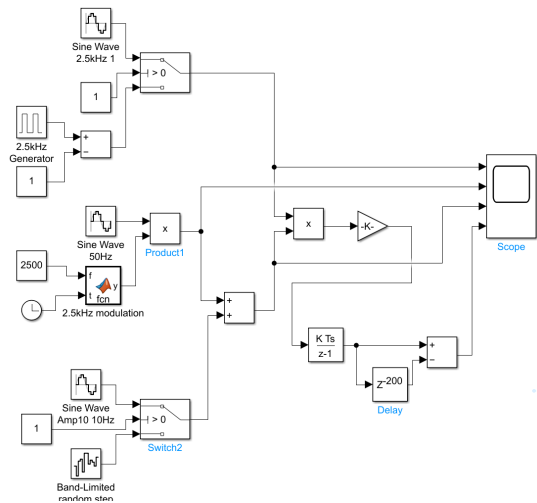 Sine Wave
2.5kHz 1
> 0
1
+
−
2.5kHz
Generator
1
Scope
Sine Wave
50Hz
x
Product1
x
-K-
2500
f
t
y
fcn
2.5kHz modulation
+
+
K Ts
z-1
+
−
Z-200
Delay
Sine Wave
Amp10 10Hz
> 0
1
Switch2
Band-Limited
random step